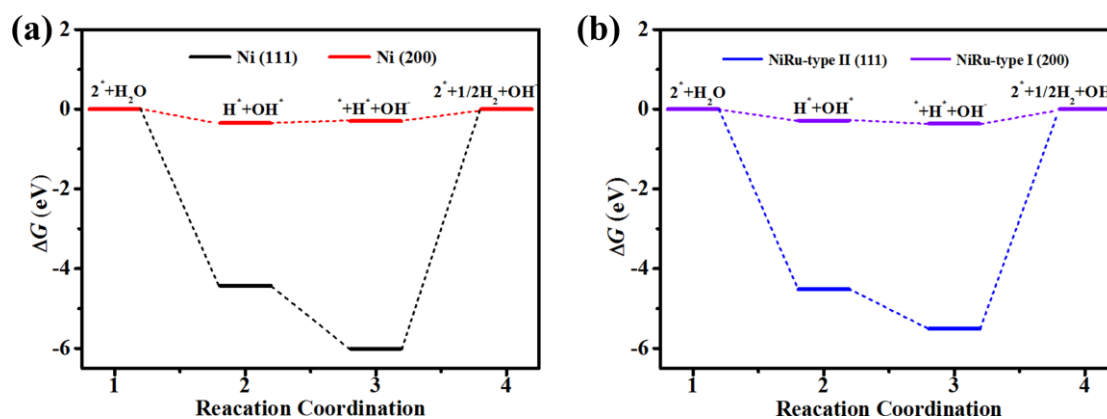 (a)
Ni (111) Ni (200)
2*+H2O
H*+OH*
*+H*+OH-
2*+1/2H2+OH-
2
0
-2
-4
-6
ΔG (eV)
1 2 3 4
Reacation Coordination
(b)
NiRu-type II (111) NiRu-type I (200)
2*+H2O
H*+OH*
*+H*+OH-
2*+1/2H2+OH
2
0
-2
-4
-6
ΔG (eV)
1 2 3 4
Reacation Coordination